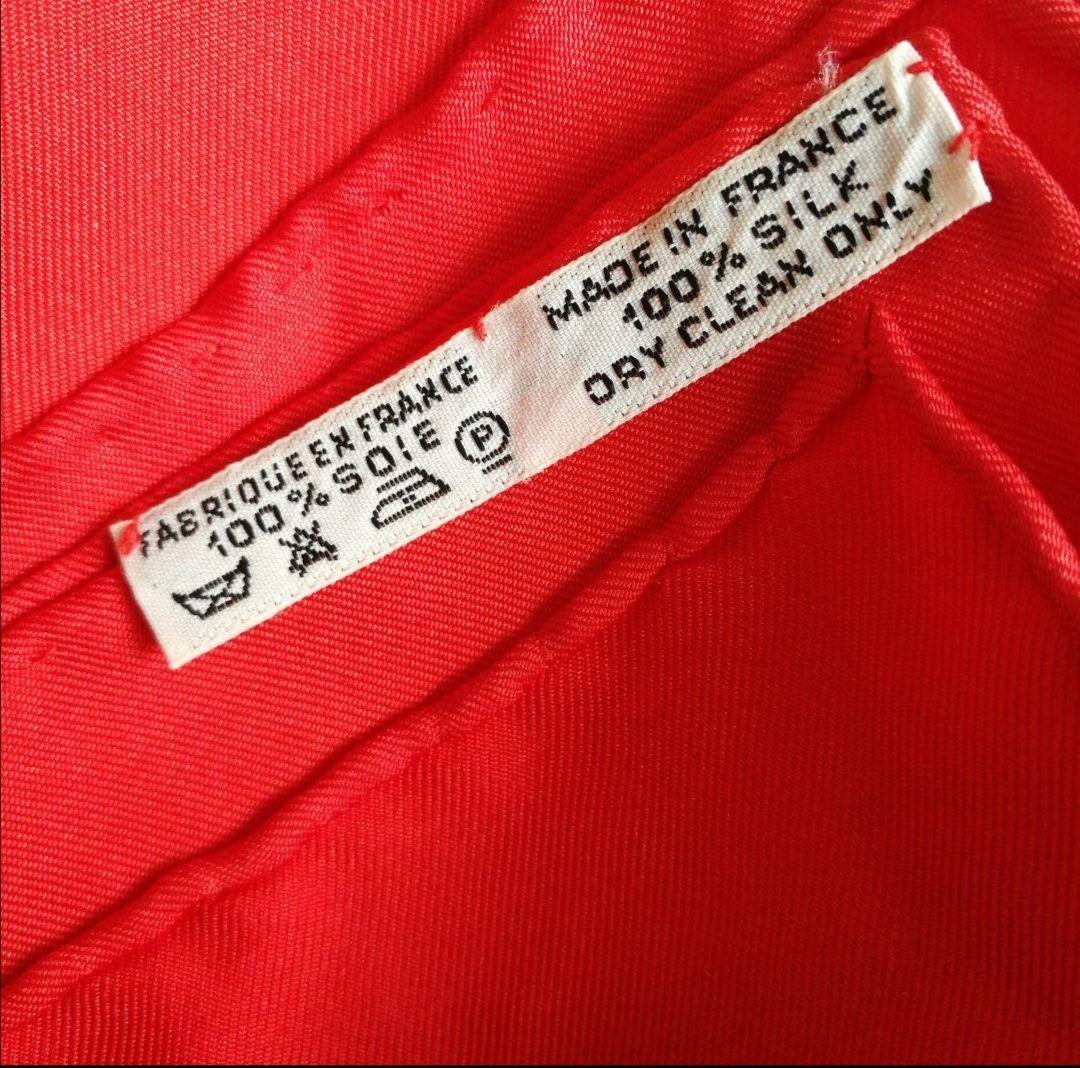 FABRIQUE EN FRANCE
100% SOIE
P
MADE IN FRANCE
100% SILK
DRY CLEAN ONLY